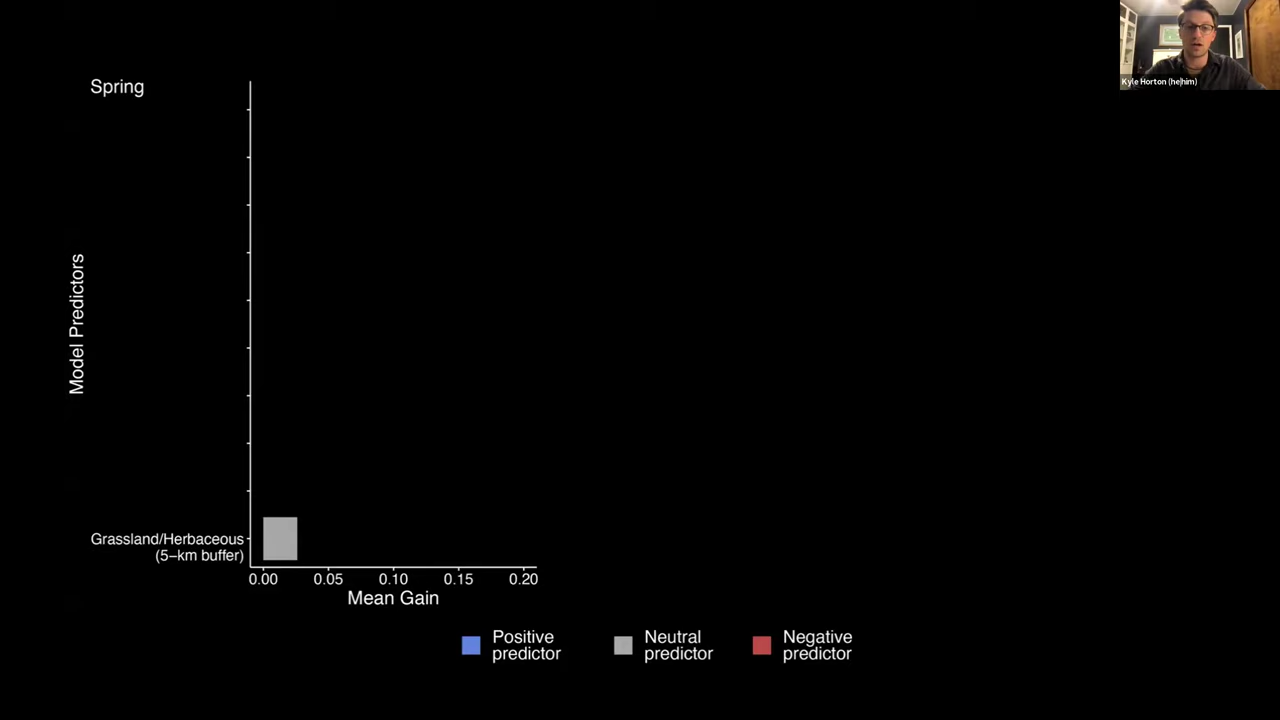 Kyle Horton (he|him)
Spring
Model Predictors
Grassland/Herbaceous
(5–km buffer)
0.00 0.05 0.10 0.15 0.20
Mean Gain
Positive
predictor
Neutral
predictor
Negative
predictor